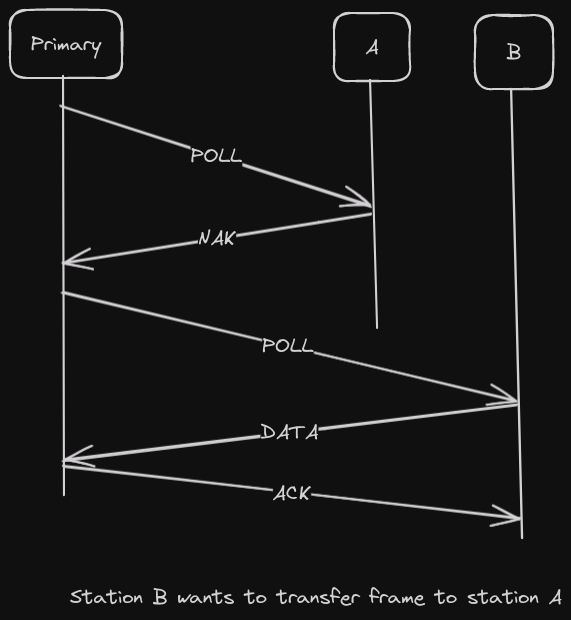 Primary
A
B
POLL
NAK
POLL
DATA
ACK
Station B wants to transfer frame to station A